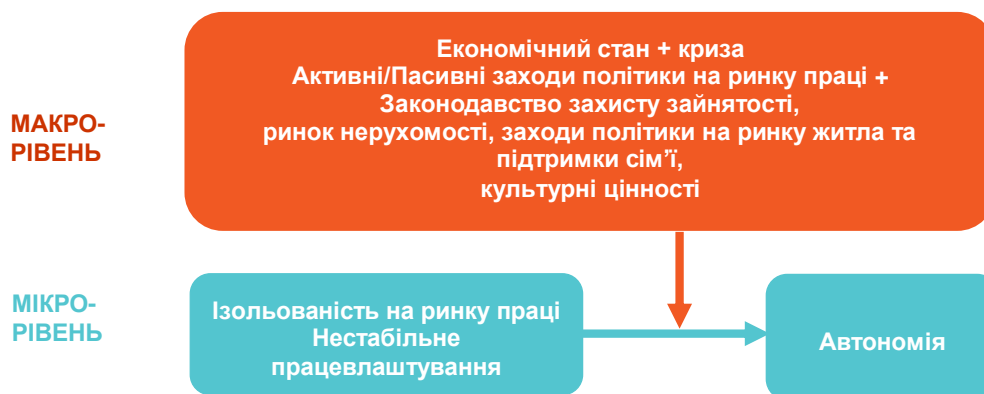 Економічний стан + криза
Активні/Пасивні заходи політики на ринку праці +
Законодавство захисту зайнятості,
ринок нерухомості, заходи політики на ринку житла та
підтримки сім’ї,
культурні цінності
МАКРО-
РІВЕНЬ
МІКРО-
РІВЕНЬ
Ізольованість на ринку праці
Нестабільне
працевлаштування
Автономія